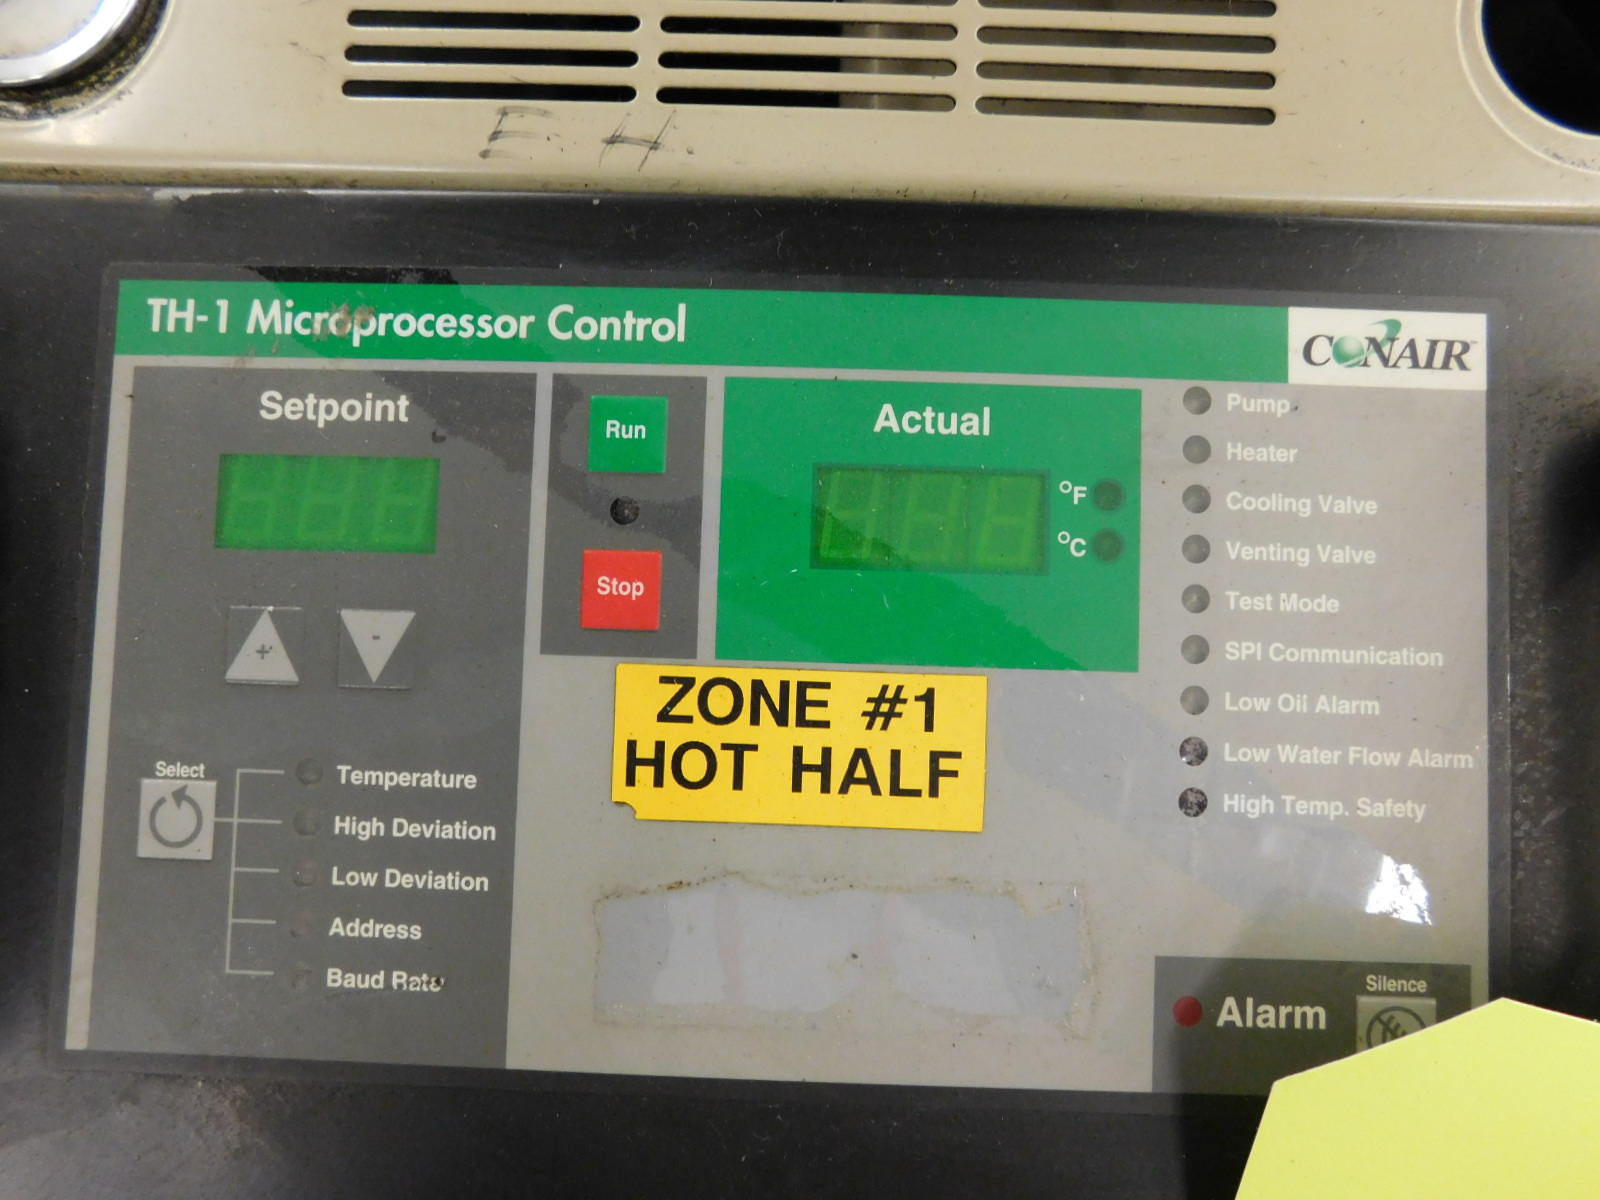 E.H.
TH-1 Microprocessor Control
CONAIR
Setpoint
Run
Stop
Actual
°F
°C
+
-
Select
Temperature
High Deviation
Low Deviation
Address
Baud Rate
ZONE #1
HOT HALF
Pump
Heater
Cooling Valve
Venting Valve
Test Mode
SPI Communication
Low Oil Alarm
Low Water Flow Alarm
High Temp. Safety
Alarm
Silence